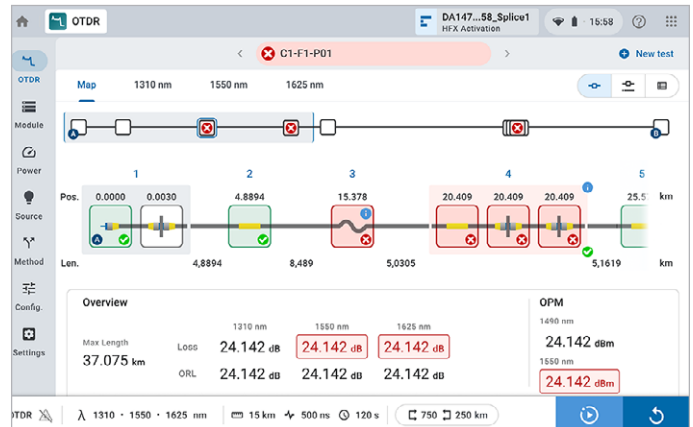 OTDR
DA147...58_Splice1
HFX Activation
15:58
C1-F1-P01
New test
OTDR
Module
Power
Source
Method
Config.
Settings
Map 1310 nm 1550 nm 1625 nm
A B
1 2 3 4 5
Pos. 0.0000 0.0030 4.8894 15.378 20.409 20.409 20.409 25.5 km
A
Len. 4,8894 8,489 5,0305 5,1619 km
Overview
1310 nm 1550 nm 1625 nm
Max Length
37.075 km
Loss 24.142 dB 24.142 dB 24.142 dB
ORL 24.142 dB 24.142 dB 24.142 dB
OPM
1490 nm
24.142 dBm
1550 nm
24.142 dBm
OTDR λ 1310 · 1550 · 1625 nm 15 km 500 ns 120 s 750 250 km